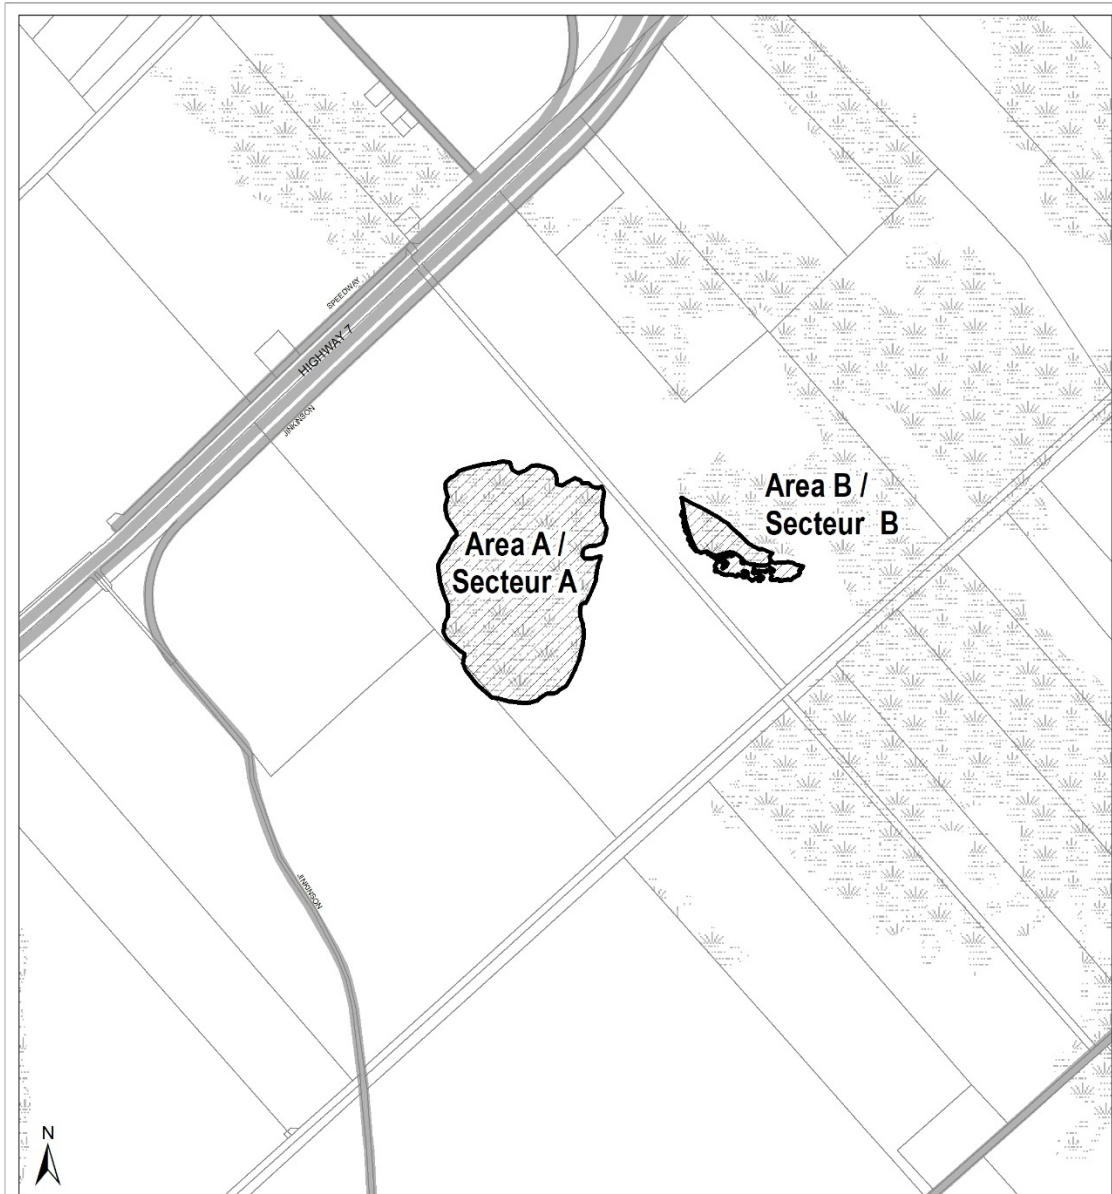 SPEEDWAY
HIGHWAY 7
JINKINSON
Area A /
Secteur A
Area B /
Secteur B
JINKINSON
N